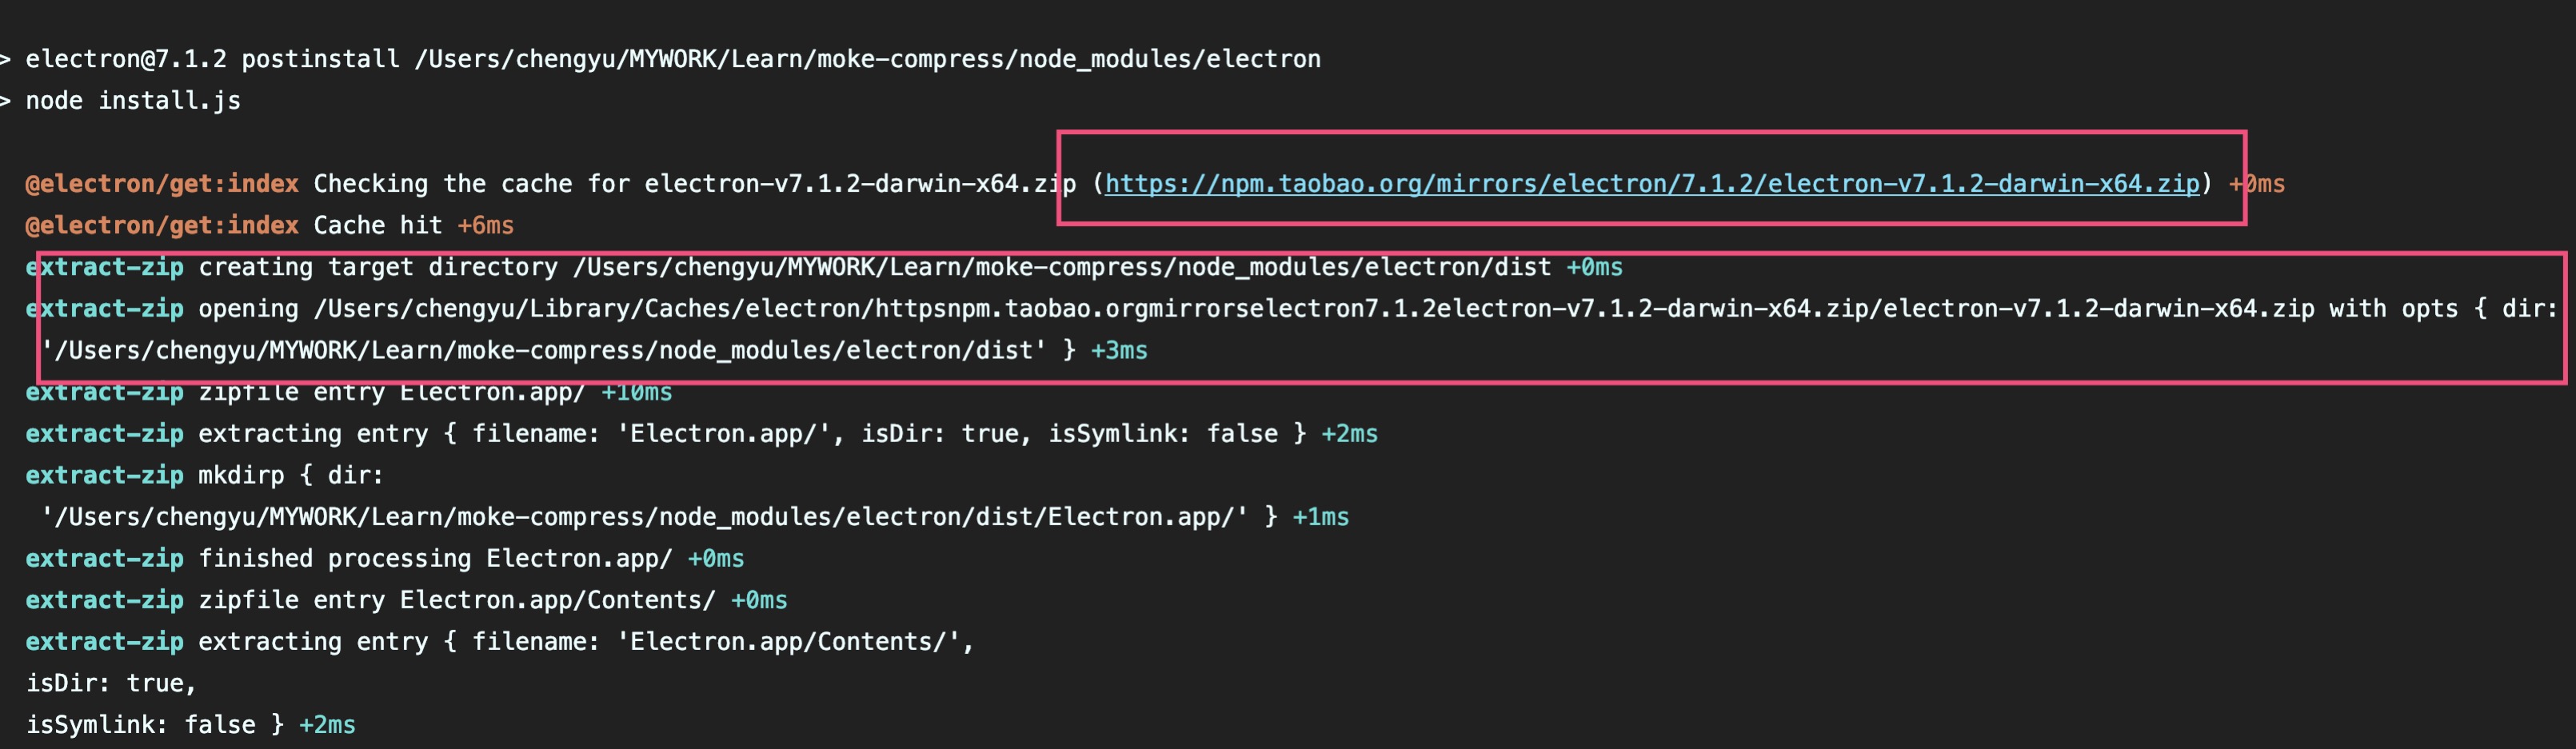 > electron@7.1.2 postinstall /Users/chengyu/MYWORK/Learn/moke-compress/node_modules/electron
> node install.js
@electron/get:index Checking the cache for electron-v7.1.2-darwin-x64.zip (https://npm.taobao.org/mirrors/electron/7.1.2/electron-v7.1.2-darwin-x64.zip) +0ms
@electron/get:index Cache hit +6ms
extract-zip creating target directory /Users/chengyu/MYWORK/Learn/moke-compress/node_modules/electron/dist +0ms
extract-zip opening /Users/chengyu/Library/Caches/electron/httpsnpm.taobao.orgmirrorselectron7.1.2electron-v7.1.2-darwin-x64.zip/electron-v7.1.2-darwin-x64.zip with opts { dir:
'/Users/chengyu/MYWORK/Learn/moke-compress/node_modules/electron/dist' } +3ms
extract-zip zipfile entry Electron.app/ +10ms
extract-zip extracting entry { filename: 'Electron.app/', isDir: true, isSymlink: false } +2ms
extract-zip mkdirp { dir:
'/Users/chengyu/MYWORK/Learn/moke-compress/node_modules/electron/dist/Electron.app/' } +1ms
extract-zip finished processing Electron.app/ +0ms
extract-zip zipfile entry Electron.app/Contents/ +0ms
extract-zip extracting entry { filename: 'Electron.app/Contents/',
isDir: true,
isSymlink: false } +2ms